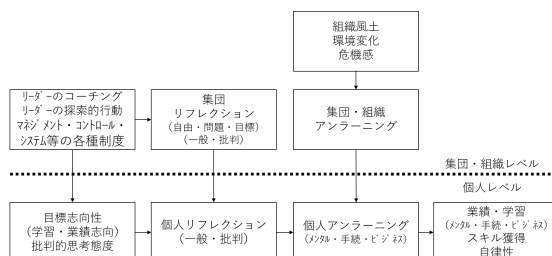 組織風土
環境変化
危機感
リーダーのコーチング
リーダーの探索的行動
マネジメント・コントロール・
システム等の各種制度
集団
リフレクション
(自由・問題・目標)
(一般・批判)
集団・組織
アンラーニング
集団・組織レベル
個人レベル
目標志向性
(学習・業績志向)
批判的思考態度
個人リフレクション
(一般・批判)
個人アンラーニング
(メンタル・手続・ビジネス)
業績・学習
(メンタル・手続・ビジネス)
スキル獲得
自律性